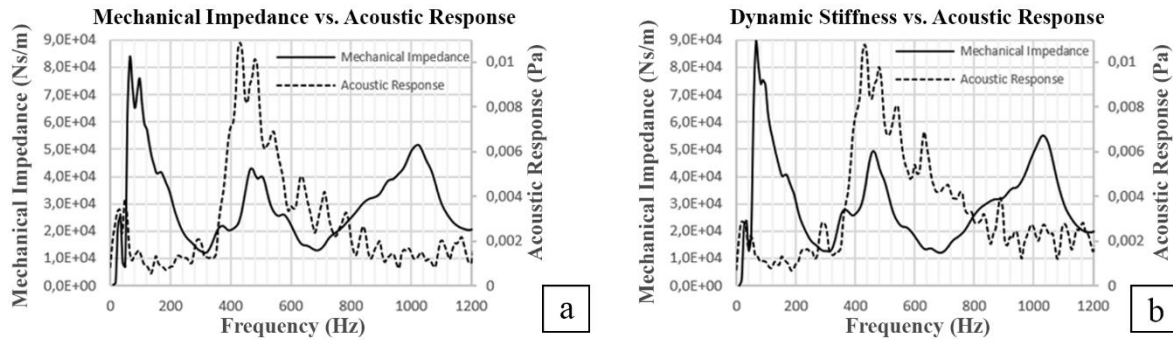 Mechanical Impedance vs. Acoustic Response
Mechanical Impedance (Ns/m)
9,0E+04
8,0E+04
7,0E+04
6,0E+04
5,0E+04
4,0E+04
3,0E+04
2,0E+04
1,0E+04
0,0E+00
Mechanical Impedance
Acoustic Response
0,01
0,008
0,006
0,004
0,002
0
Acoustic Response (Pa)
0 200 400 600 800 1000 1200
Frequency (Hz)
a
Dynamic Stiffness vs. Acoustic Response
Mechanical Impedance (Ns/m)
9,0E+04
8,0E+04
7,0E+04
6,0E+04
5,0E+04
4,0E+04
3,0E+04
2,0E+04
1,0E+04
0,0E+00
Mechanical Impedance
Acoustic Response
0,01
0,008
0,006
0,004
0,002
0
Acoustic Response (Pa)
0 200 400 600 800 1000 1200
Frequency (Hz)
b